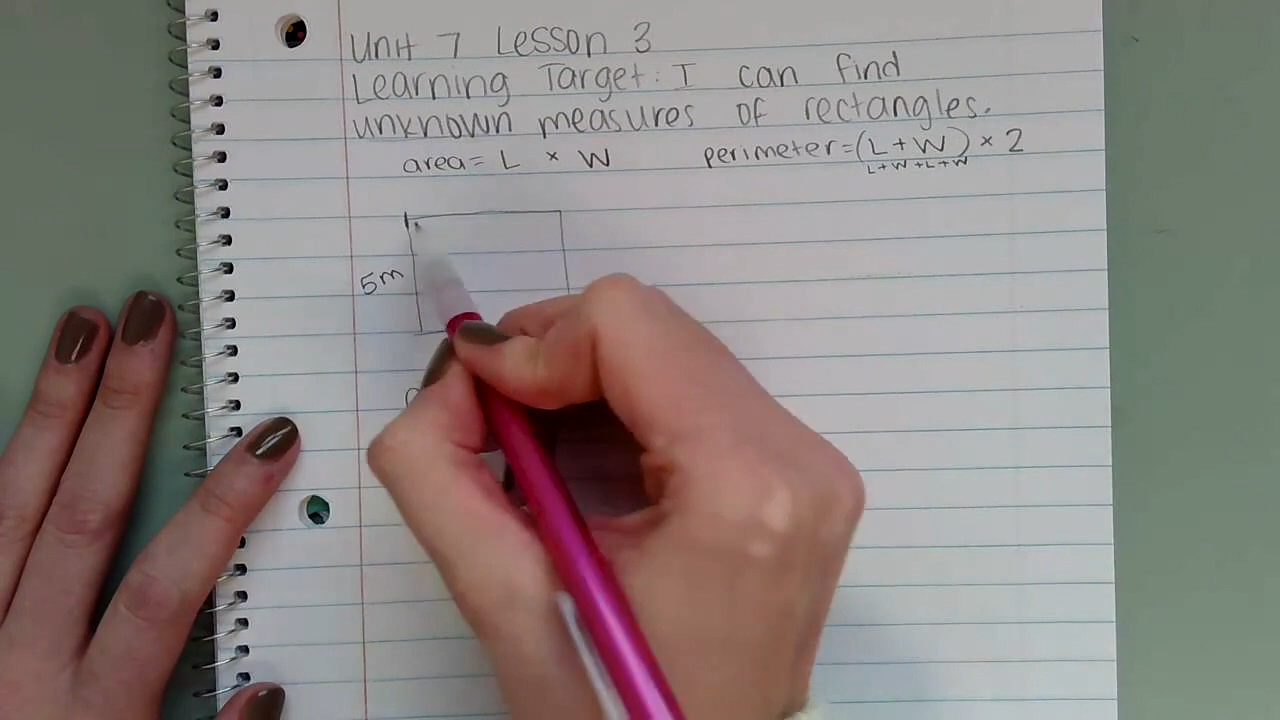 Unit 7 Lesson 3
Learning Target: I can find
unknown measures of rectangles.
area = L × W perimeter = (L + W) × 2
L+W+L+W
5m